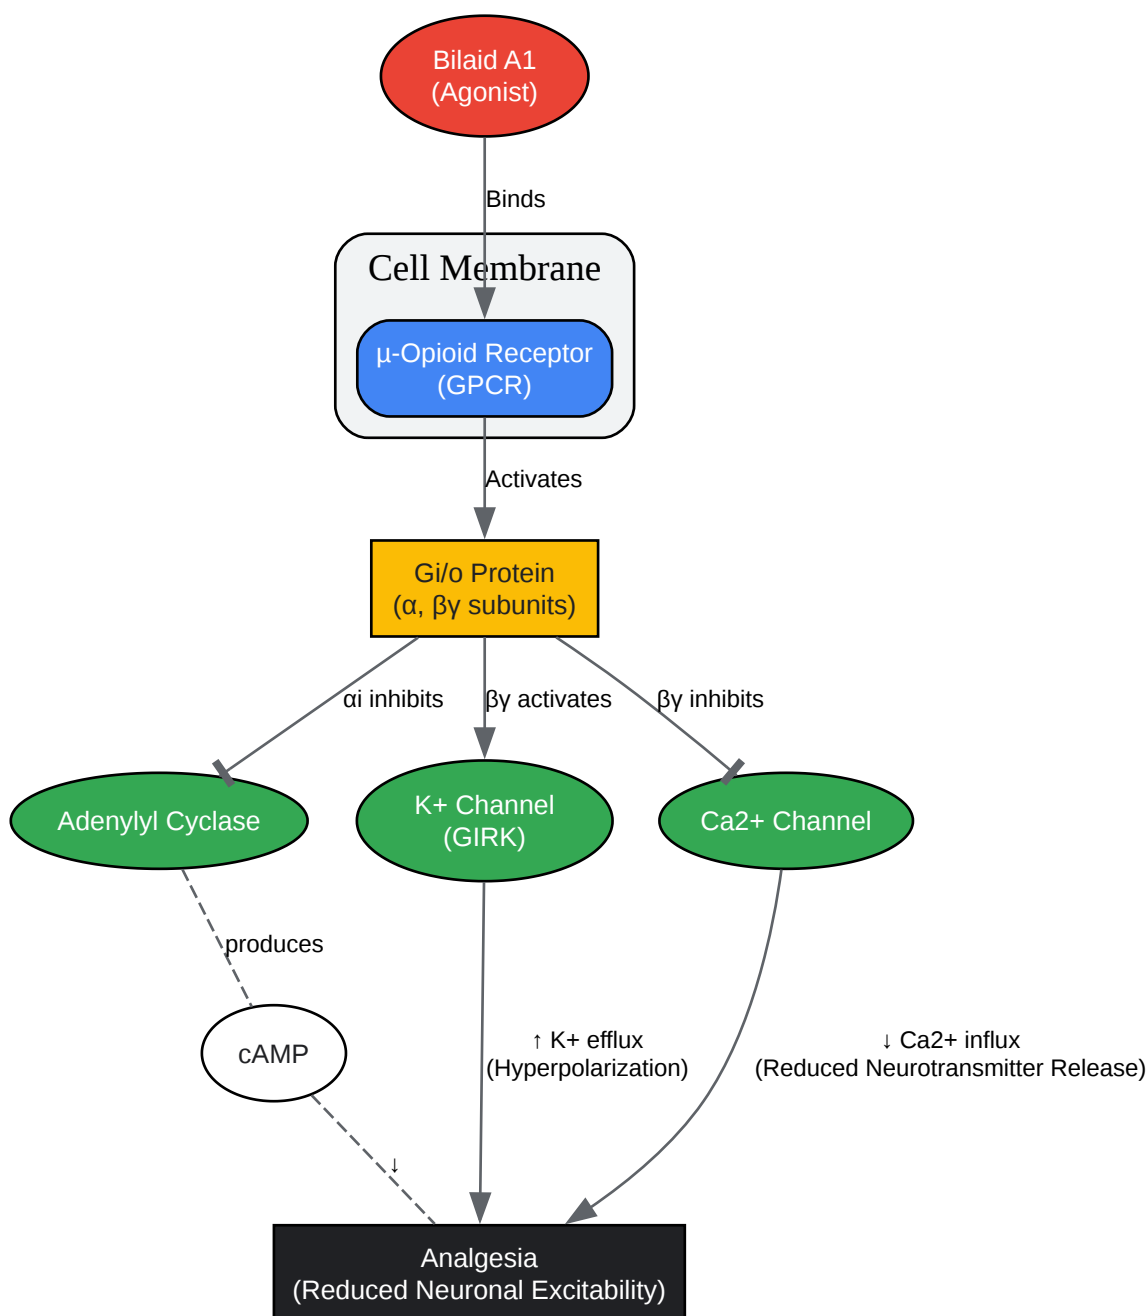 Bilaid A1
(Agonist)
Binds
Cell Membrane
µ-Opioid Receptor
(GPCR)
Activates
Gi/o Protein
(α, βγ subunits)
αi inhibits
βγ activates
βγ inhibits
Adenylyl Cyclase
K+ Channel
(GIRK)
Ca2+ Channel
produces
cAMP
↑ K+ efflux
(Hyperpolarization)
↓ Ca2+ influx
(Reduced Neurotransmitter Release)
↓
Analgesia
(Reduced Neuronal Excitability)